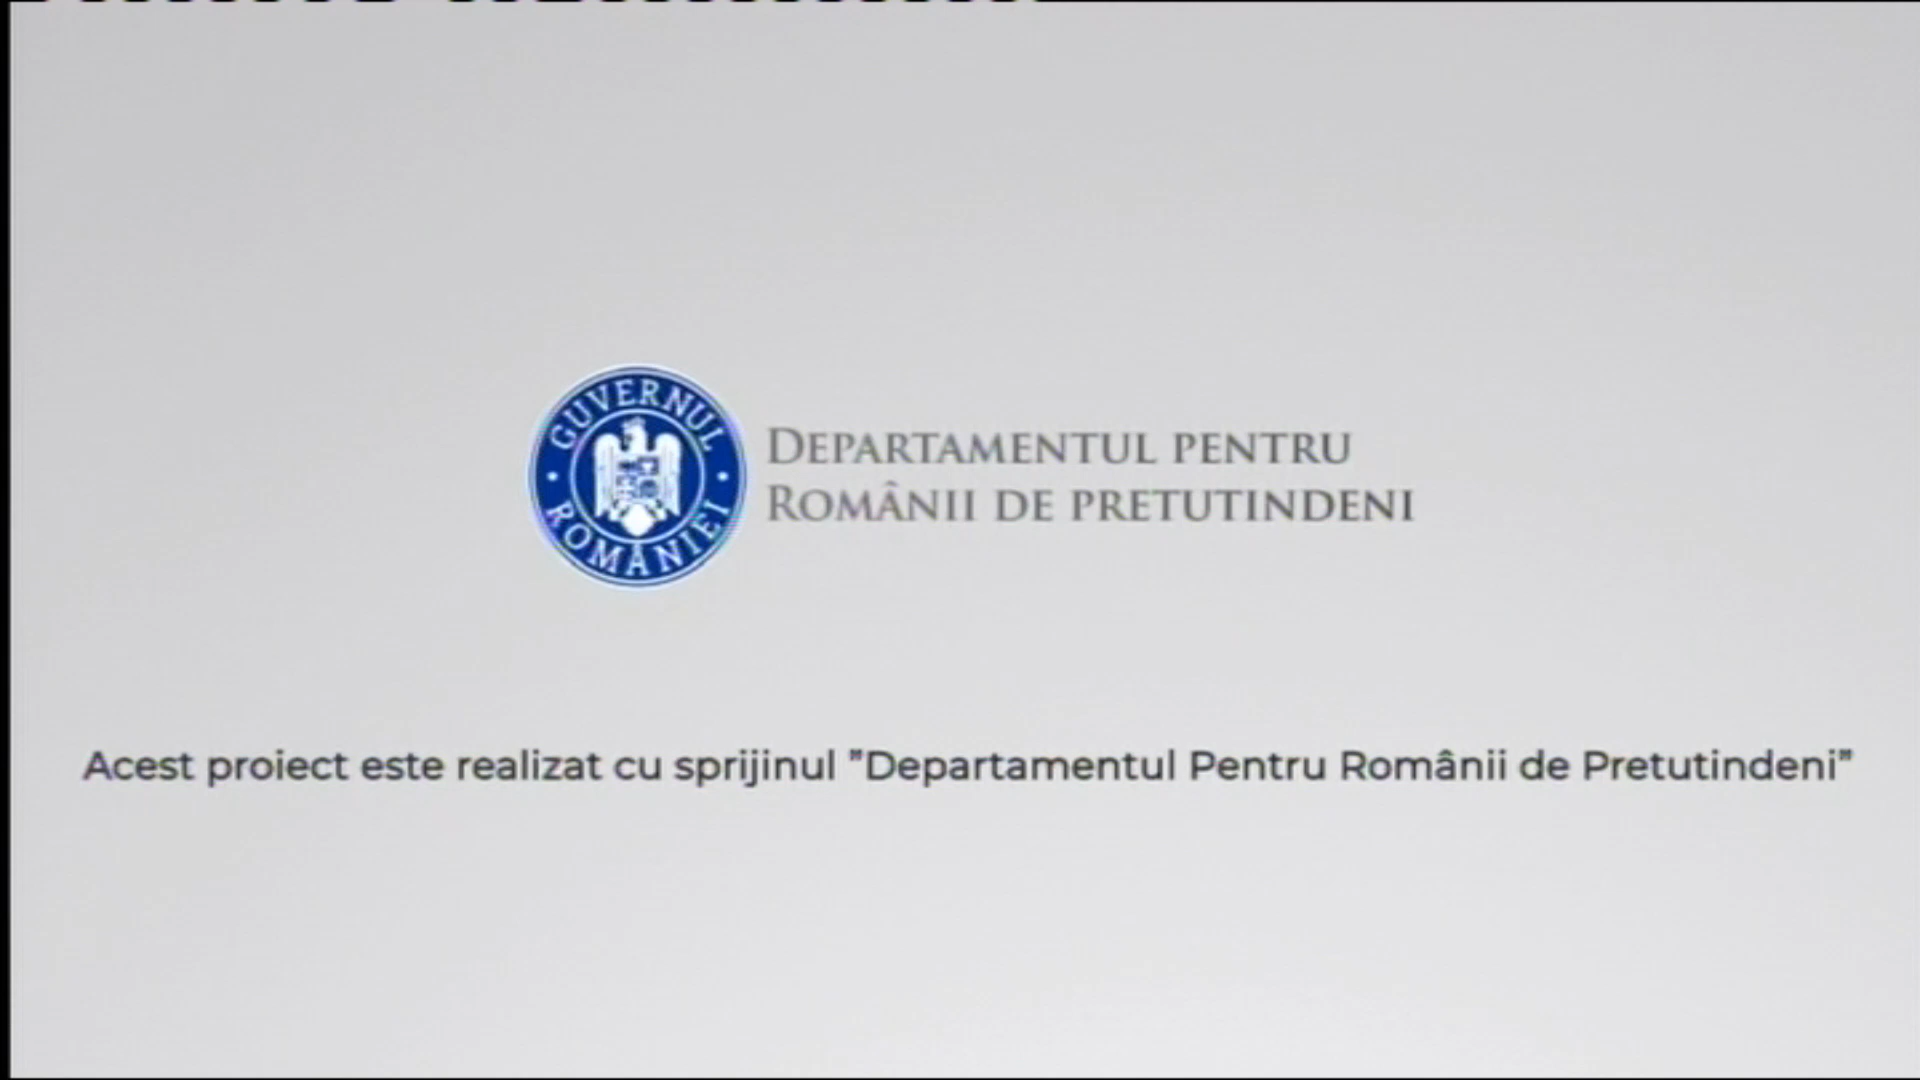 GUVERNUL ROMÂNIEI
DEPARTAMENTUL PENTRU
ROMÂNII DE PRETUTINDENI
Acest proiect este realizat cu sprijinul "Departamentul Pentru Românii de Pretutindeni"